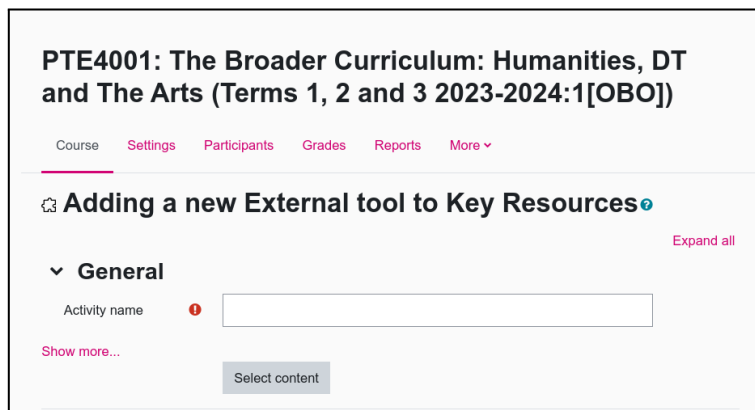 PTE4001: The Broader Curriculum: Humanities, DT
and The Arts (Terms 1, 2 and 3 2023-2024:1[OBO])
Course Settings Participants Grades Reports More
Adding a new External tool to Key Resources
Expand all
General
Activity name
Show more...
Select content